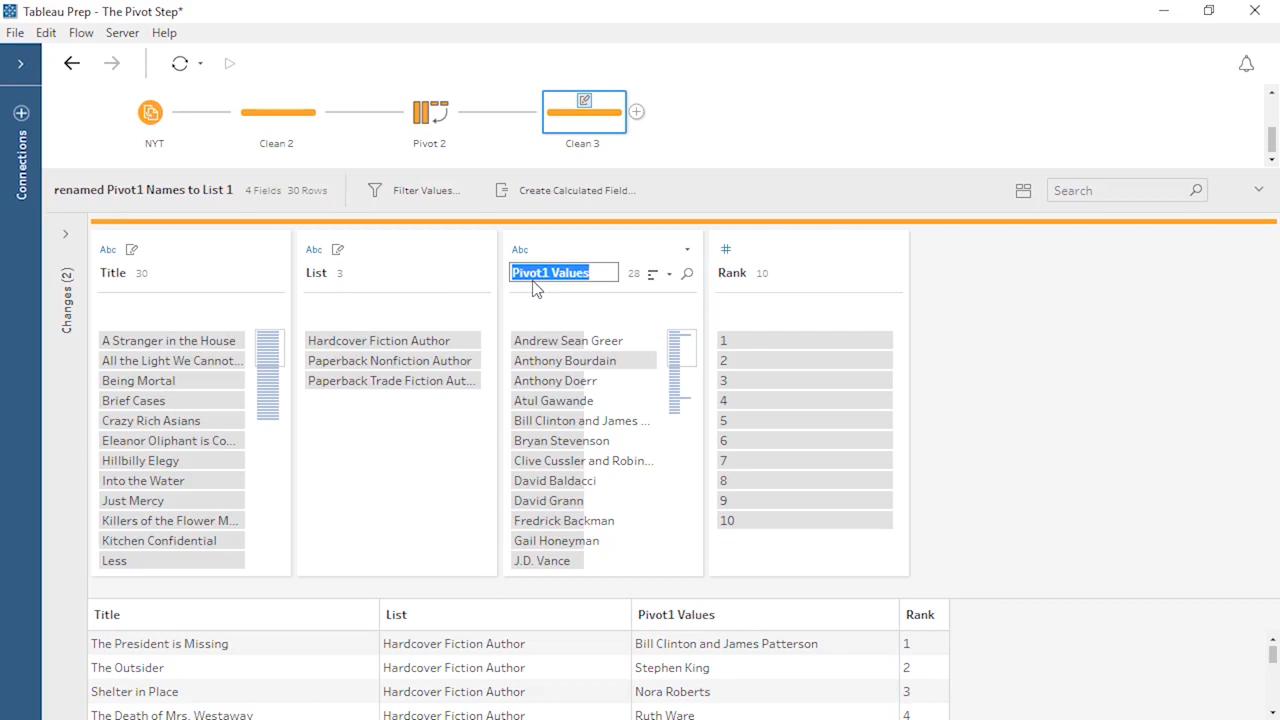 Tableau Prep - The Pivot Step*
File Edit Flow Server Help
NYT Clean 2 Pivot 2 Clean 3
Connections
renamed Pivot1 Names to List 1 4 Fields 30 Rows Filter Values... Create Calculated Field... Search
Changes (2)
Abc Abc Abc #
Title 30 List 3 Pivot1 Values 28 Rank 10
A Stranger in the House Hardcover Fiction Author Andrew Sean Greer 1
All the Light We Cannot... Paperback Nonfiction Author Anthony Bourdain 2
Being Mortal Paperback Trade Fiction Aut... Anthony Doerr 3
Brief Cases Atul Gawande 4
Crazy Rich Asians Bill Clinton and James ... 5
Eleanor Oliphant is Co... Bryan Stevenson 6
Hillbilly Elegy Clive Cussler and Robin... 7
Into the Water David Baldacci 8
Just Mercy David Grann 9
Killers of the Flower M... Fredrick Backman 10
Kitchen Confidential Gail Honeyman
Less J.D. Vance
Title List Pivot1 Values Rank
The President is Missing Hardcover Fiction Author Bill Clinton and James Patterson 1
The Outsider Hardcover Fiction Author Stephen King 2
Shelter in Place Hardcover Fiction Author Nora Roberts 3
The Death of Mrs. Westaway Hardcover Fiction Author Ruth Ware 4